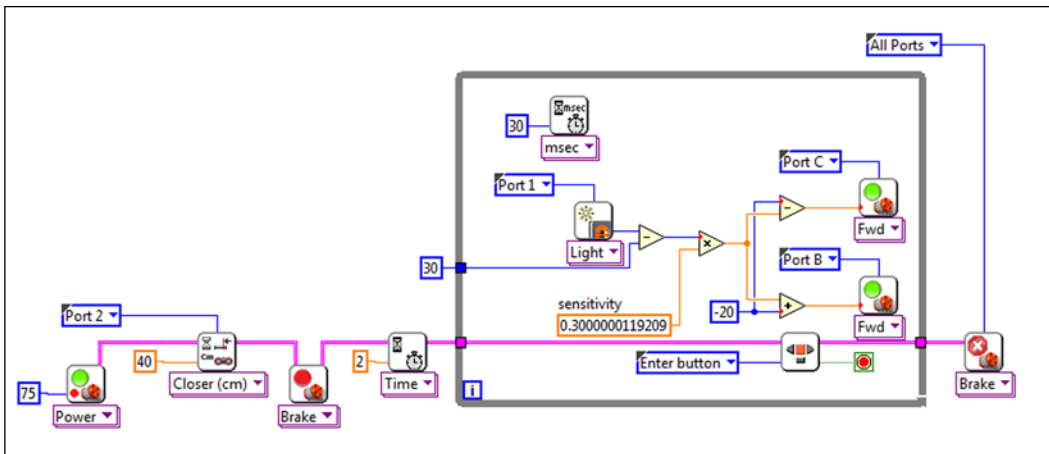 All Ports
msec
30
msec
Port C
Port 1
Fwd
Light
Port B
30
sensitivity
0.3000000119209
-20
Fwd
Port 2
40
2
Enter button
75
Closer (cm)
Time
Power
Brake
i
Brake